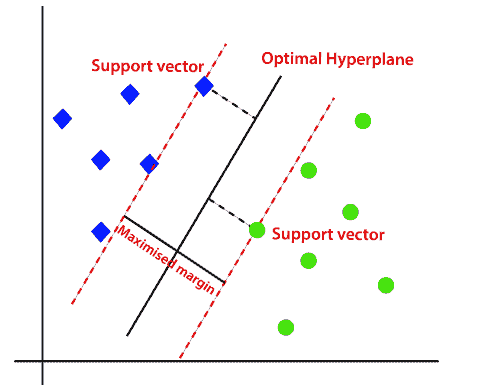 Optimal Hyperplane
Support vector
Support vector
Maximised margin